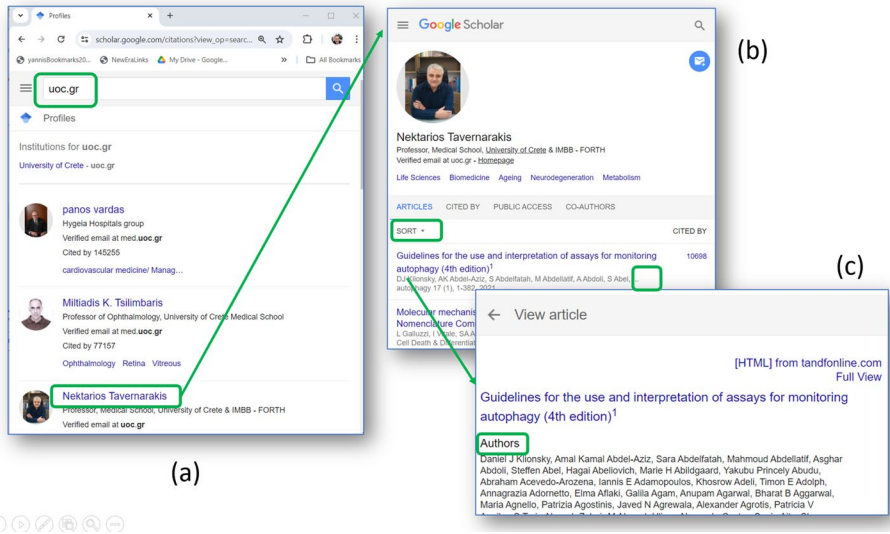 Profiles
scholar.google.com/citations?view_op=searc...
yannisBookmarks20...
NewEraLinks
My Drive - Google...
»
All Bookmarks
uoc.gr
Profiles
Institutions for uoc.gr
University of Crete - uoc.gr
panos vardas
Hygeia Hospitals group
Verified email at med.uoc.gr
Cited by 145255
cardiovascular medicine/ Manag...
Miltiadis K. Tsilimbaris
Professor of Ophthalmology, University of Crete Medical School
Verified email at med.uoc.gr
Cited by 77157
Ophthalmology Retina Vitreous
Nektarios Tavernarakis
Professor, Medical School, University of Crete & IMBB - FORTH
Verified email at uoc.gr
(a)
Google Scholar
Nektarios Tavernarakis
Professor, Medical School, University of Crete & IMBB - FORTH
Verified email at uoc.gr - Homepage
Life Sciences Biomedicine Ageing Neurodegeneration Metabolism
ARTICLES CITED BY PUBLIC ACCESS CO-AUTHORS
SORT CITED BY
Guidelines for the use and interpretation of assays for monitoring 10698
autophagy (4th edition)1
DJ Klionsky, AK Abdel-Aziz, S Abdelfatah, M Abdellatif, A Abdoli, S Abel, ...
autophagy 17 (1), 1-382, 2021
Molecular mechanis
Nomenclature Com
L Galluzzi, I Vitale, SA A
Cell Death & Differentiat
(b)
(c)
View article
[HTML] from tandfonline.com
Full View
Guidelines for the use and interpretation of assays for monitoring
autophagy (4th edition)1
Authors
Daniel J Klionsky, Amal Kamal Abdel-Aziz, Sara Abdelfatah, Mahmoud Abdellatif, Asghar
Abdoli, Steffen Abel, Hagai Abeliovich, Marie H Abildgaard, Yakubu Princely Abudu,
Abraham Acevedo-Arozena, Iannis E Adamopoulos, Khosrow Adeli, Timon E Adolph,
Annagrazia Adornetto, Elma Aflaki, Galila Agam, Anupam Agarwal, Bharat B Aggarwal,
Maria Agnello, Patrizia Agostinis, Javed N Agrewala, Alexander Agrotis, Patricia V